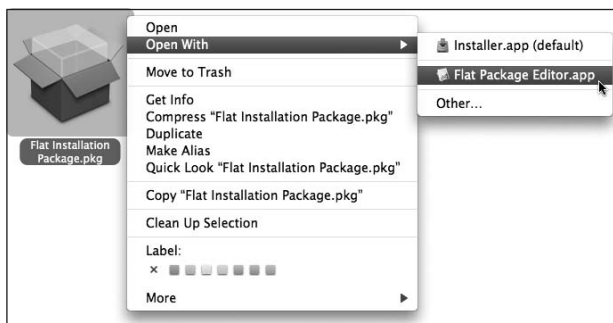 Flat Installation
Package.pkg
Open
Open With
Move to Trash
Get Info
Compress “Flat Installation Package.pkg”
Duplicate
Make Alias
Quick Look “Flat Installation Package.pkg”
Copy “Flat Installation Package.pkg”
Clean Up Selection
Label:
×
More
Installer.app (default)
Flat Package Editor.app
Other...